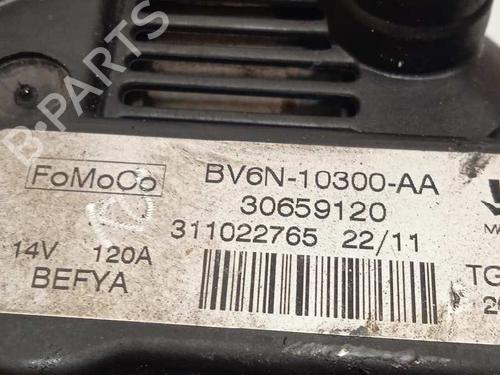 B-PARTS
FoMoCo
BV6N-10300-AA
30659120
311022765 22/11
14V 120A
BEFYA
TG